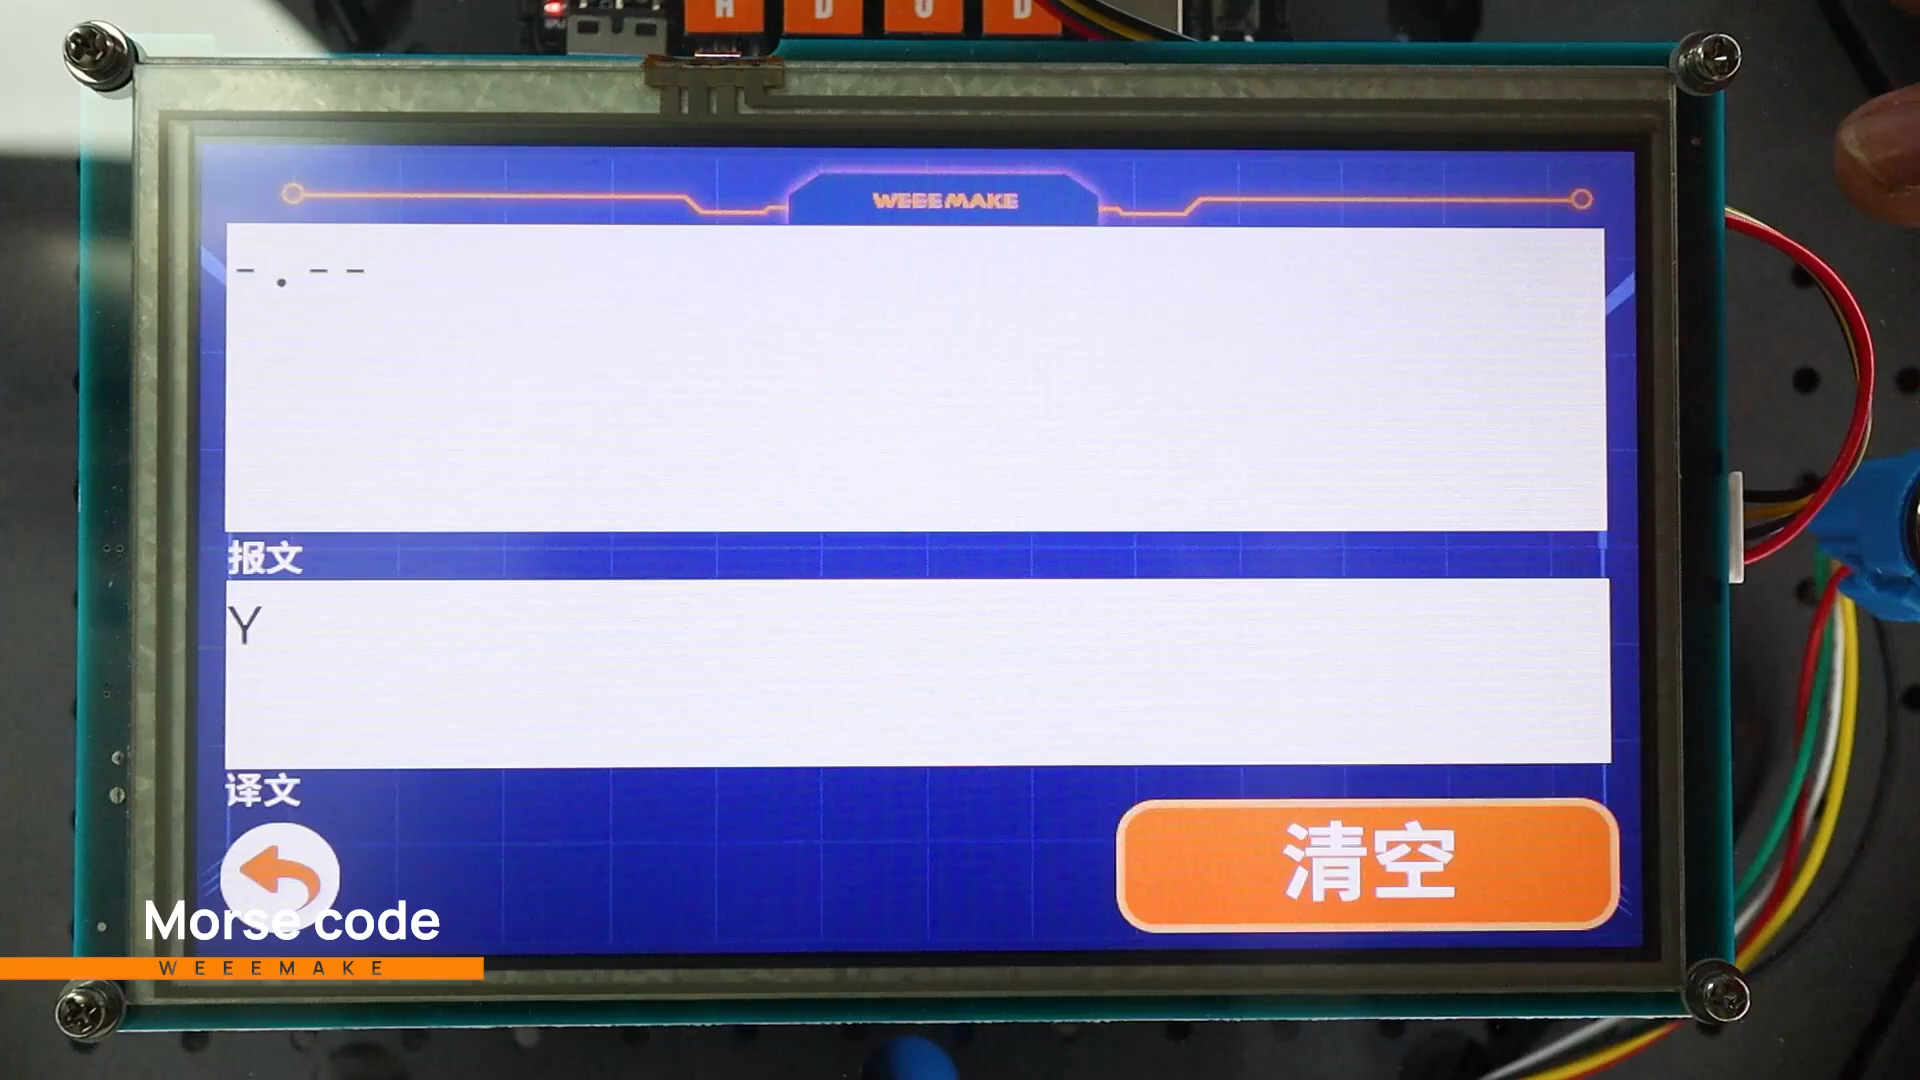 WEEEMAKE
- . - -
报文
Y
译文
清空
Morse code
WEEEMAKE